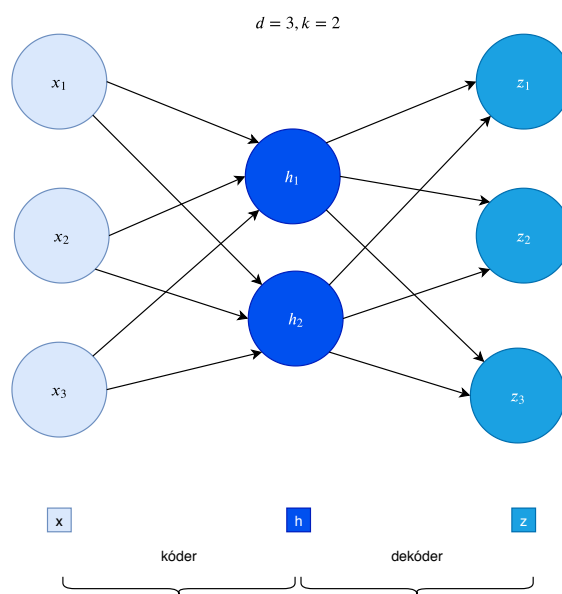 d = 3, k = 2
x₁
z₁
h₁
x₂
z₂
h₂
x₃
z₃
x
h
z
kóder
dekóder